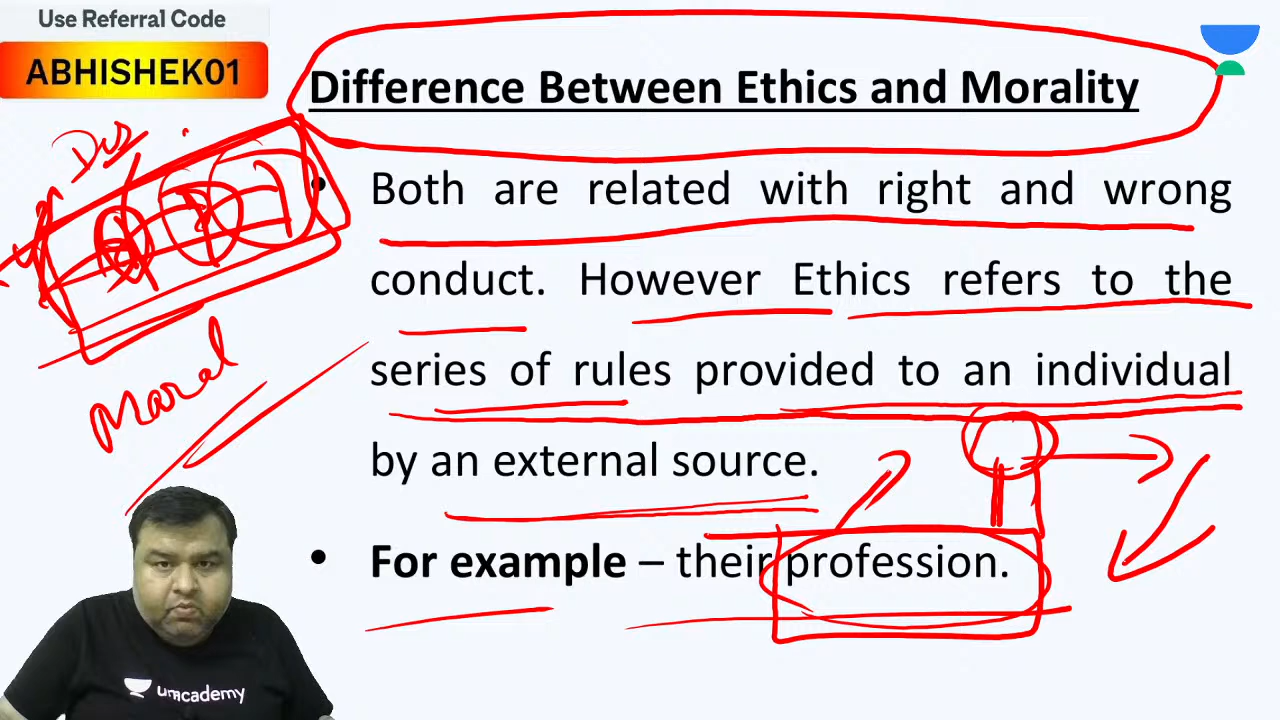 Use Referral Code
ABHISHEK01
Difference Between Ethics and Morality
• Both are related with right and wrong
conduct. However Ethics refers to the
series of rules provided to an individual
by an external source.
• For example – their profession.
Moral
unacademy